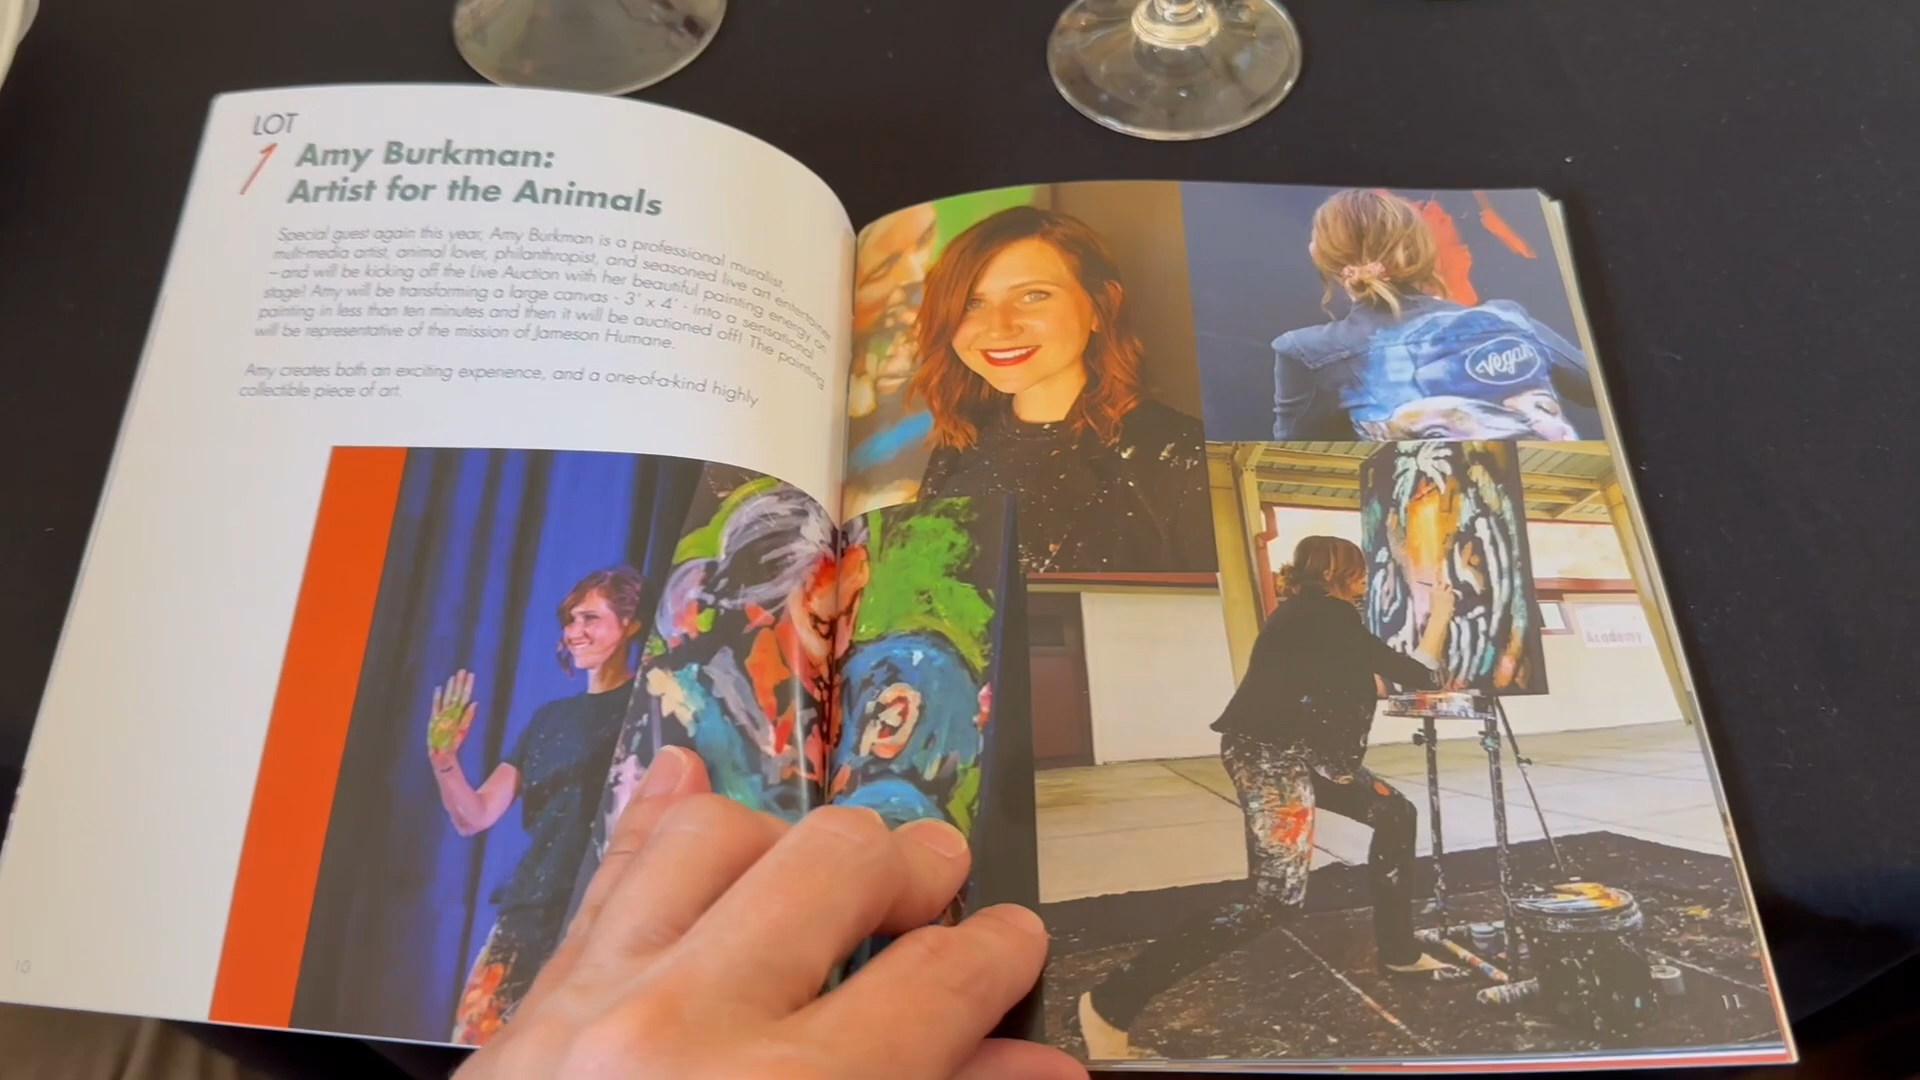 LOT
1
Amy Burkman:
Artist for the Animals
Special guest again this year, Amy Burkman is a professional muralist,
multi-media artist, animal lover, philanthropist, and seasoned live art entertainer
– and will be kicking off the Live Auction with her beautiful painting energy on
stage! Amy will be transforming a large canvas - 3' x 4' - into a sensational
painting in less than ten minutes and then it will be auctioned off! The painting
will be representative of the mission of Jameson Humane.
Amy creates both an exciting experience, and a one-of-a-kind highly
collectible piece of art.
10
vegan
Academy
11